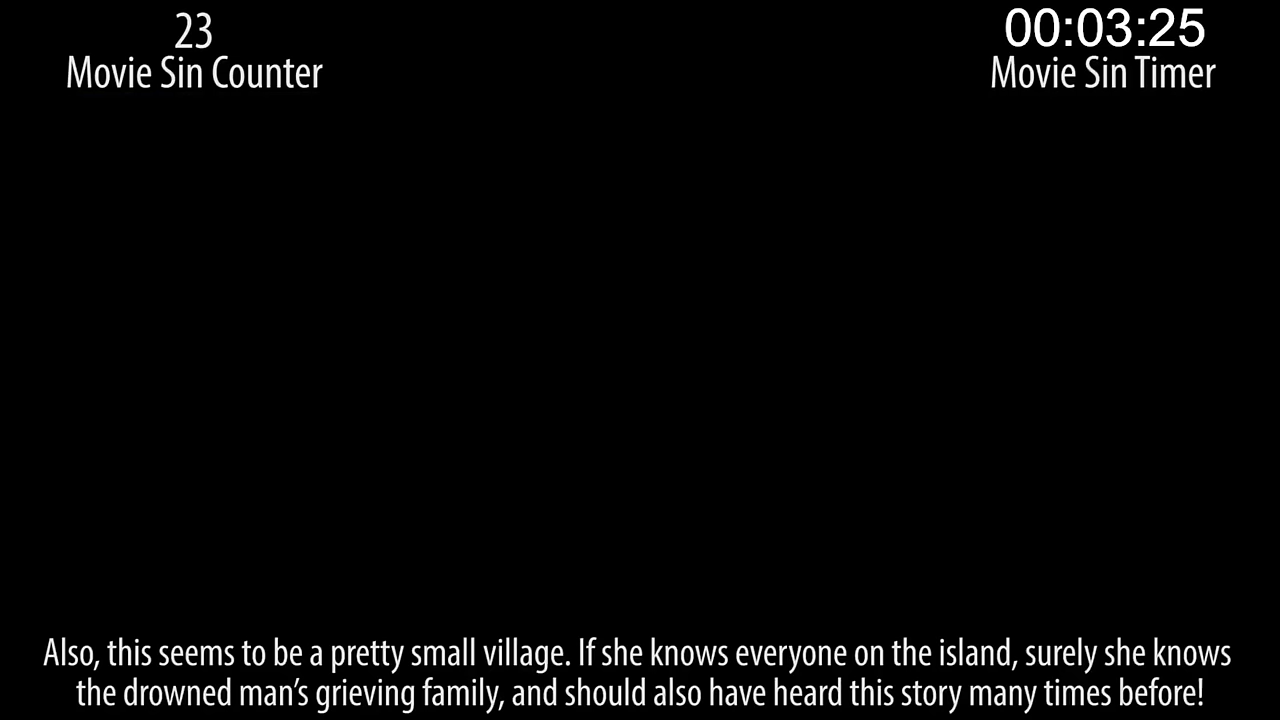 23
Movie Sin Counter
00:03:25
Movie Sin Timer
Also, this seems to be a pretty small village. If she knows everyone on the island, surely she knows
the drowned man’s grieving family, and should also have heard this story many times before!